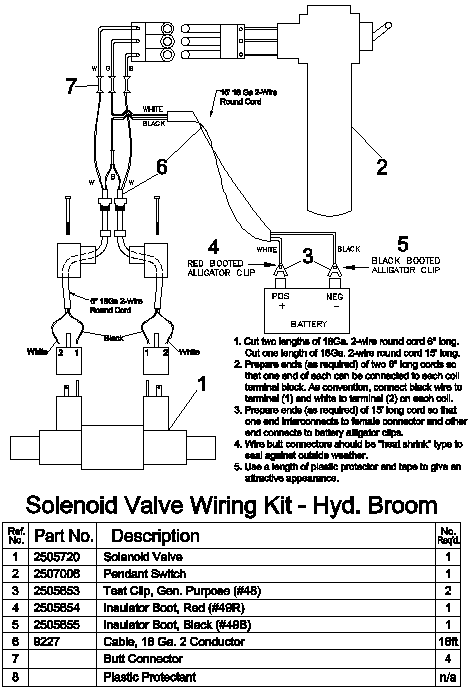 W G B
7
15' 18 Ga 2-Wire
Round Cord
WHITE
BLACK
6
2
W B W
4
3
5
WHITE
BLACK
RED BOOTED
ALLIGATOR CLIP
BLACK BOOTED
ALLIGATOR CLIP
POS
+
NEG
-
BATTERY
6" 18Ga 2-Wire
Round Cord
Black
White
2 1
1 2
White
1
1. Cut two lengths of 18Ga. 2-wire round cord 6" long.
Cut one length of 18Ga. 2-wire round cord 15' long.
2. Prepare ends (as required) of two 6" long cords so
that one end of each can be connected to each coil
terminal block. As convention, connect black wire to
terminal (1) and white to terminal (2) on each coil.
3. Prepare ends (as required) of 15' long cord so that
one end interconnects to female connector and other
end connects to battery alligator clips.
4. Wire butt connectors should be "heat shrink" type to
seal against outside weather.
5. Use a length of plastic protector and tape to give an
attractive appearance.
Solenoid Valve Wiring Kit - Hyd. Broom
Ref. No. Part No. Description No. Req'd.
1 2505720 Solanoid Valve 1
2 2507006 Pendant Switch 1
3 2505653 Test Clip, Gen. Purpose (#48) 2
4 2505654 Insulator Boot, Red (#49R) 1
5 2505655 Insulator Boot, Black (#49B) 1
6 9227 Cable, 18 Ga. 2 Conductor 16ft
7 Butt Connector 4
8 Plastic Protectant n/a